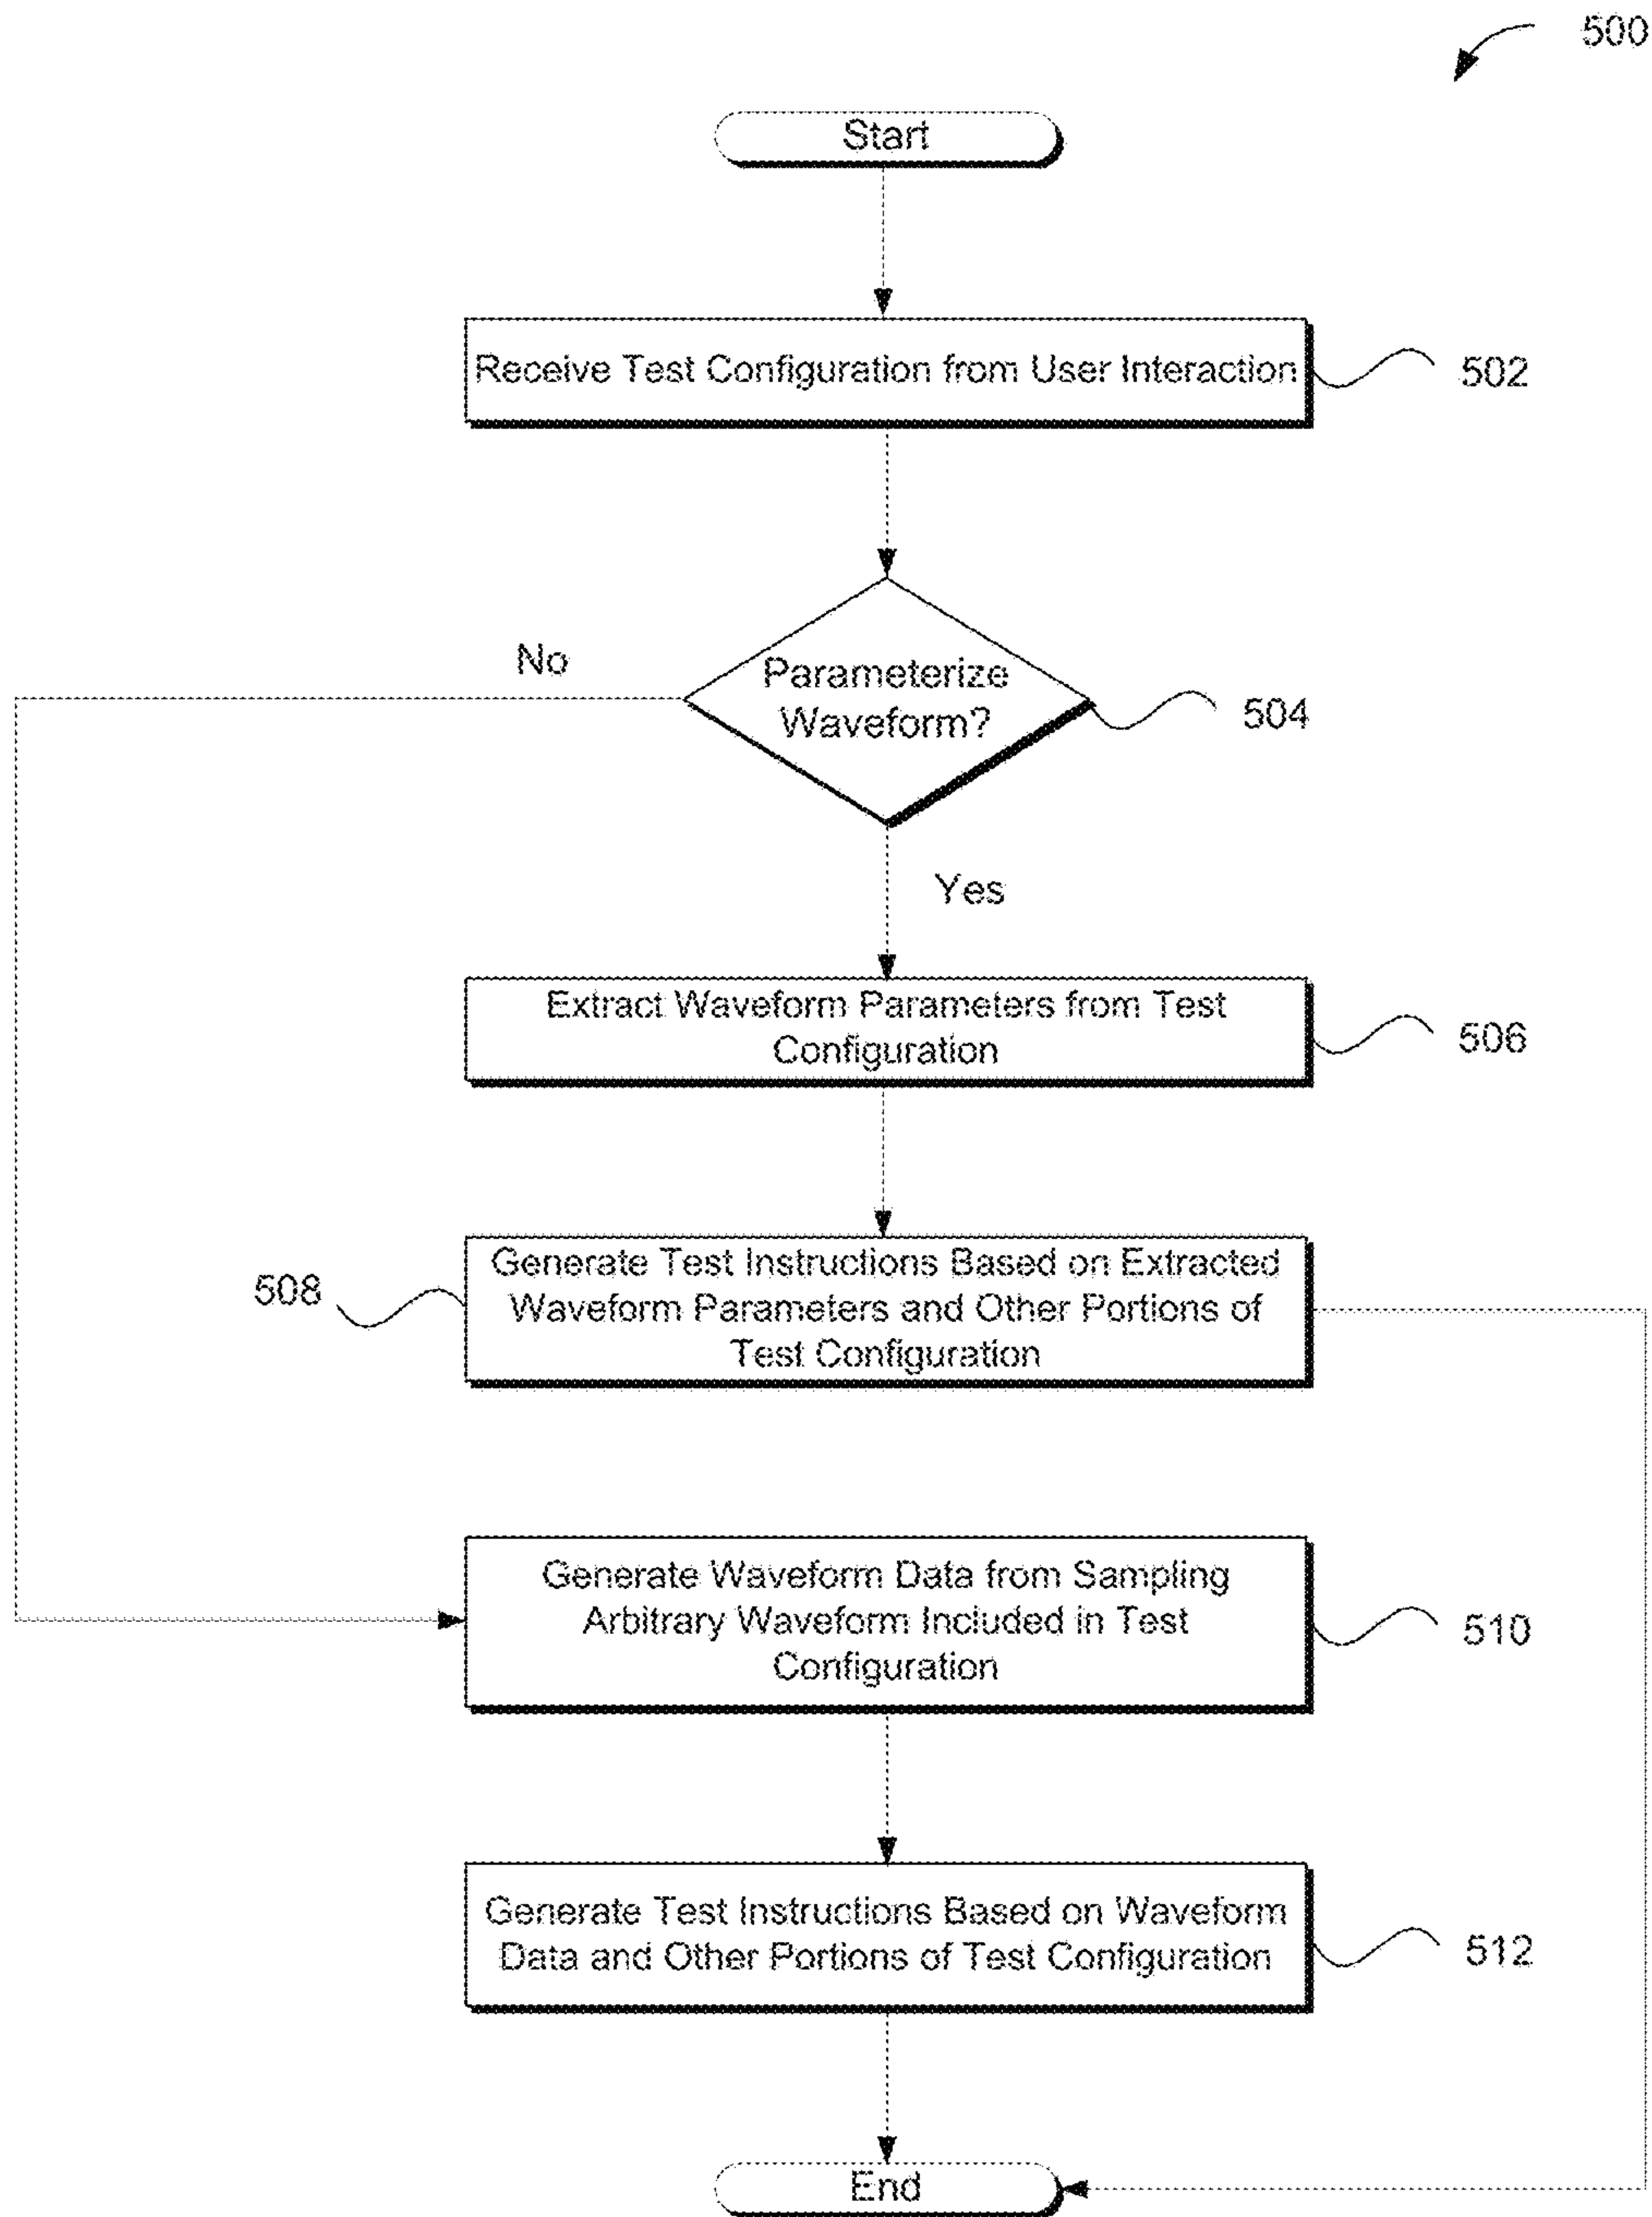 500
Start
Receive Test Configuration from User Interaction
502
No
Parameterize
Waveform?
504
Yes
Extract Waveform Parameters from Test
Configuration
506
508
Generate Test Instructions Based on Extracted
Waveform Parameters and Other Portions of
Test Configuration
Generate Waveform Data from Sampling
Arbitrary Waveform Included in Test
Configuration
510
Generate Test Instructions Based on Waveform
Data and Other Portions of Test Configuration
512
End